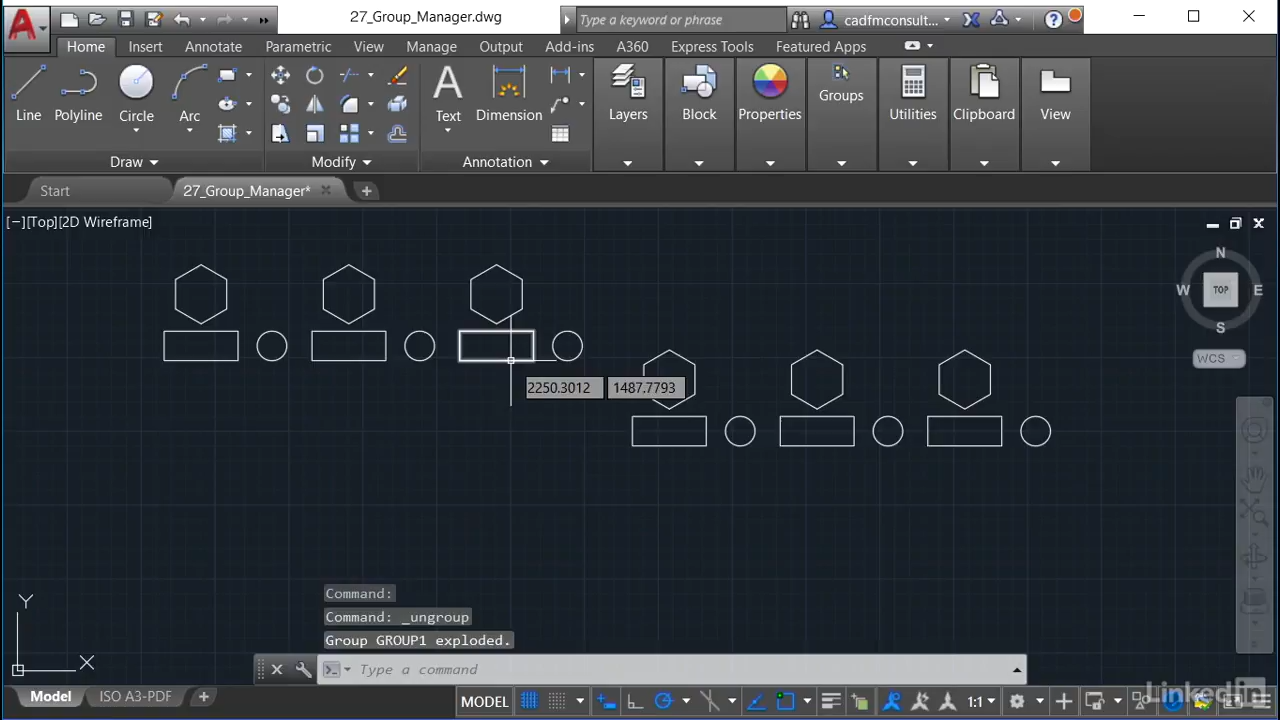 27_Group_Manager.dwg
Type a keyword or phrase
cadfmconsult...
Home Insert Annotate Parametric View Manage Output Add-ins A360 Express Tools Featured Apps
Line Polyline Circle Arc
Text Dimension
Layers Block Properties Groups Utilities Clipboard View
Draw Modify Annotation
Start 27_Group_Manager*
[−][Top][2D Wireframe]
N
W TOP E
S
WCS
2250.3012 1487.7793
Y
X
Command:
Command: _ungroup
Group GROUP1 exploded.
Type a command
Model ISO A3-PDF
MODEL 1:1
LinkedIn